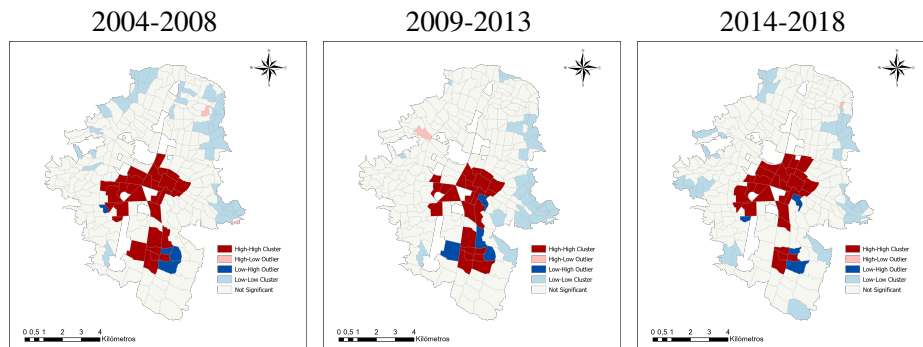 2004-2008
2009-2013
2014-2018
N
W
E
S
High-High Cluster
High-Low Outlier
Low-High Outlier
Low-Low Cluster
Not Significant
0 0,5 1 2 3 4
Kilómetros
N
W
E
S
High-High Cluster
High-Low Outlier
Low-High Outlier
Low-Low Cluster
Not Significant
0 0,5 1 2 3 4
Kilómetros
N
W
E
S
High-High Cluster
High-Low Outlier
Low-High Outlier
Low-Low Cluster
Not Significant
0 0,5 1 2 3 4
Kilómetros